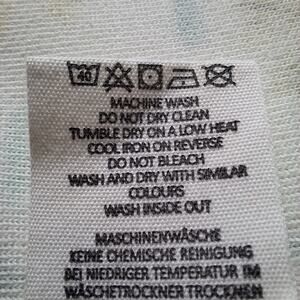 40
MACHINE WASH
DO NOT DRY CLEAN
TUMBLE DRY ON A LOW HEAT
COOL IRON ON REVERSE
DO NOT BLEACH
WASH AND DRY WITH SIMILAR
COLOURS
WASH INSIDE OUT
MASCHINENWÄSCHE
KEINE CHEMISCHE REINIGUNG
BEI NIEDRIGER TEMPERATUR IM
WÄSCHETROCKNER TROCKNEN